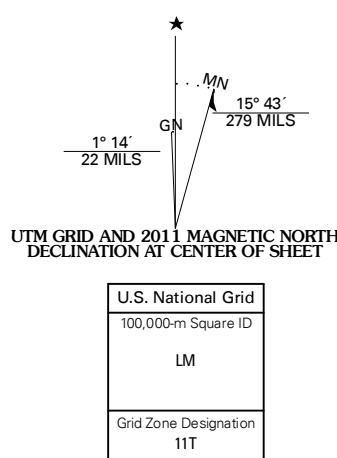 MN
GN
15° 43´
279 MILS
1° 14´
22 MILS
UTM GRID AND 2011 MAGNETIC NORTH
DECLINATION AT CENTER OF SHEET
U.S. National Grid
100,000-m Square ID
LM
Grid Zone Designation
11T